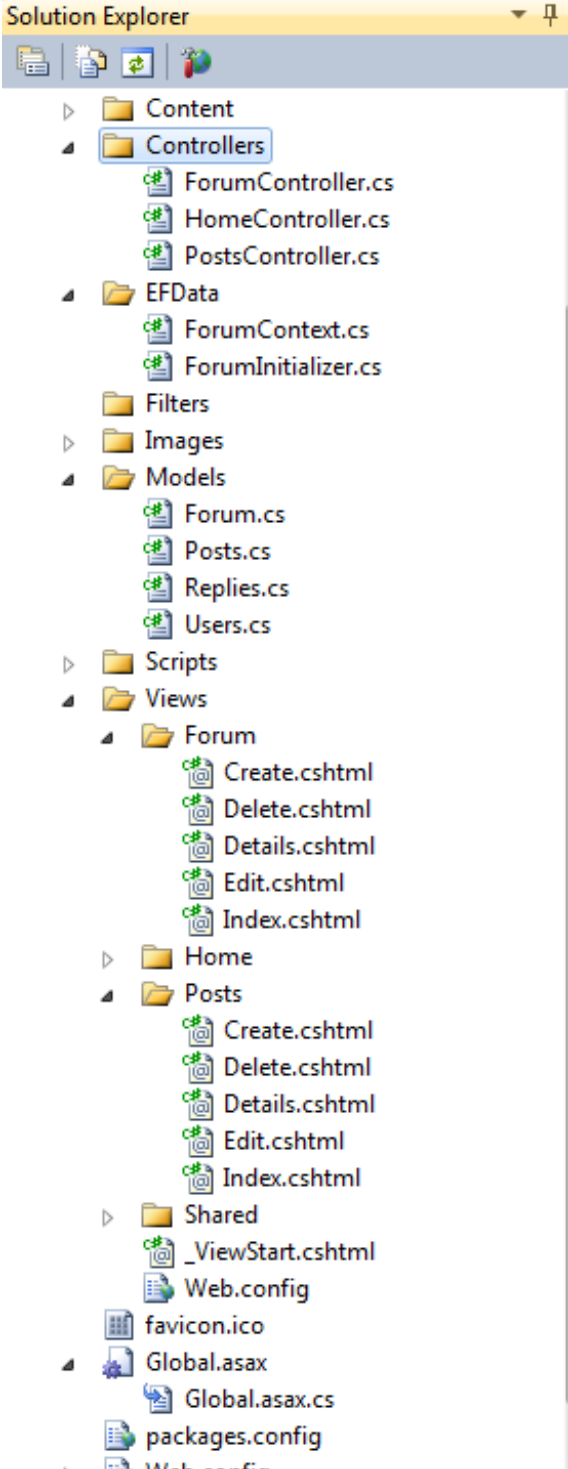 Solution Explorer
Content
Controllers
ForumController.cs
HomeController.cs
PostsController.cs
EFData
ForumContext.cs
ForumInitializer.cs
Filters
Images
Models
Forum.cs
Posts.cs
Replies.cs
Users.cs
Scripts
Views
Forum
Create.cshtml
Delete.cshtml
Details.cshtml
Edit.cshtml
Index.cshtml
Home
Posts
Create.cshtml
Delete.cshtml
Details.cshtml
Edit.cshtml
Index.cshtml
Shared
_ViewStart.cshtml
Web.config
favicon.ico
Global.asax
Global.asax.cs
packages.config
Web.config